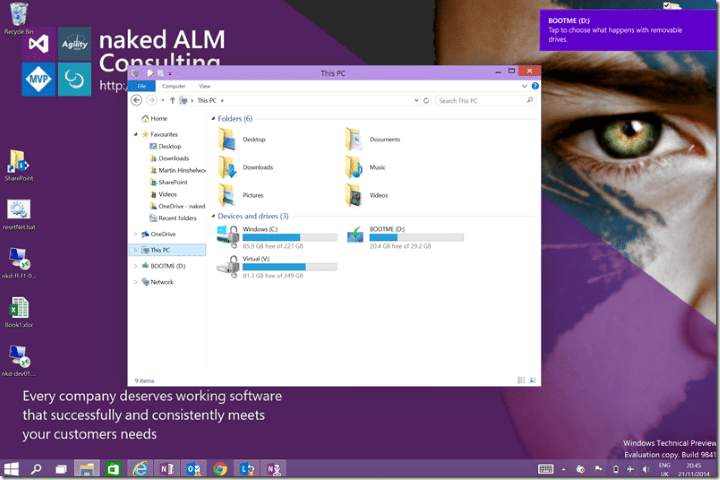 Recycle Bin
Agility
MVP
naked ALM
Consulting
http:/
BOOTME (D:)
Tap to choose what happens with removable
drives.
This PC
File
Computer
View
This PC
Search This PC
Home
Favourites
Desktop
Downloads
Martin Hinshelwo
SharePoint
Videos
OneDrive - naked
Recent folders
OneDrive
This PC
BOOTME (D:)
Network
Folders (6)
Desktop
Documents
Downloads
Music
Pictures
Videos
Devices and drives (3)
Windows (C:)
85.9 GB free of 221 GB
BOOTME (D:)
20.4 GB free of 29.2 GB
Virtual (V:)
81.3 GB free of 249 GB
9 items
SharePoint
resetNet.bat
nkd-ff-f1-0...
Book1.xlsx
nkd-dev01...
Every company deserves working software
that successfully and consistently meets
your customers needs
Windows Technical Preview
Evaluation copy. Build 9841
ENG
UK
20:45
21/11/2014